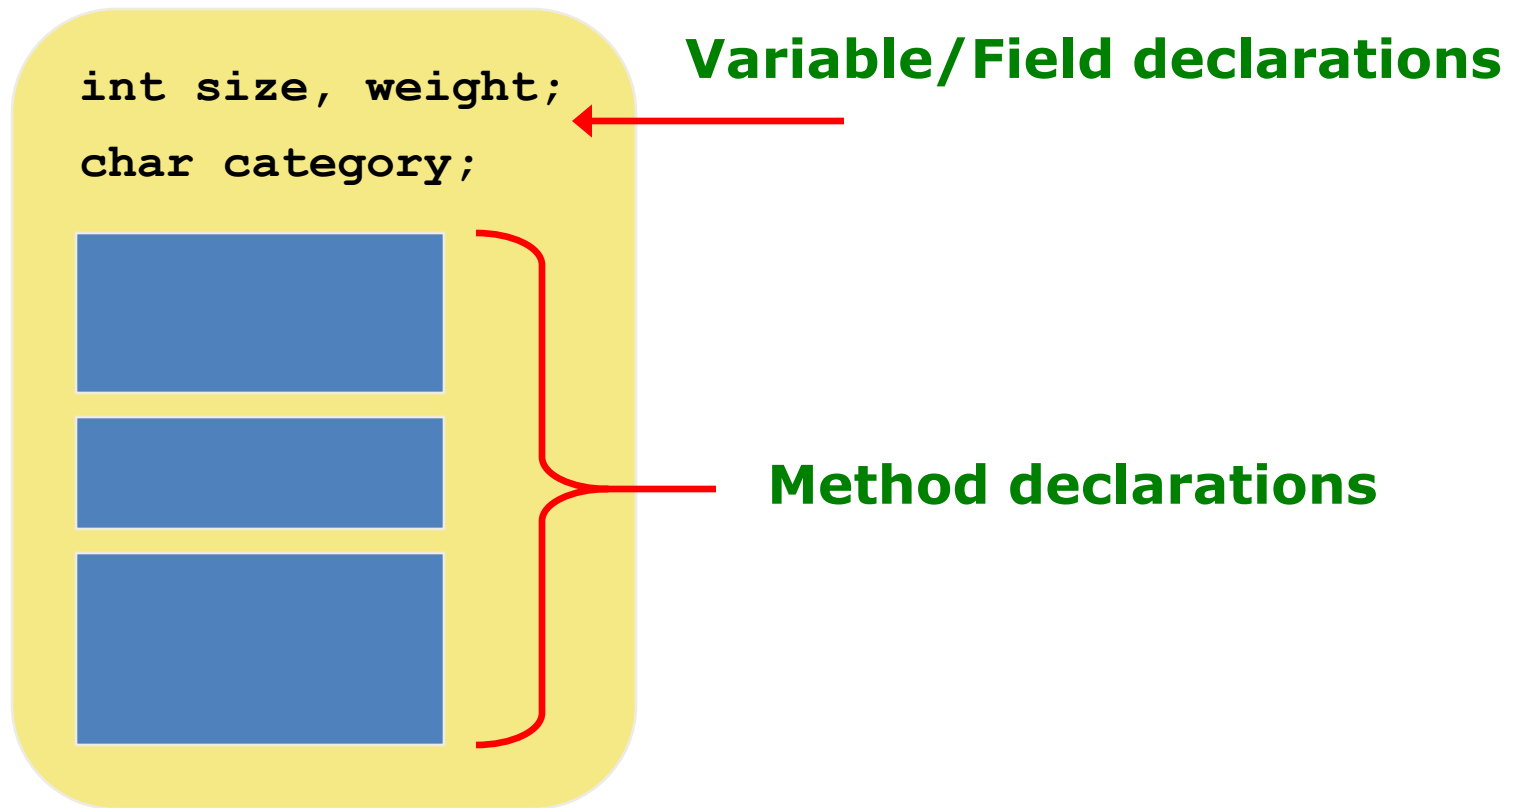 Variable/Field declarations
int size, weight;
char category;
Method declarations